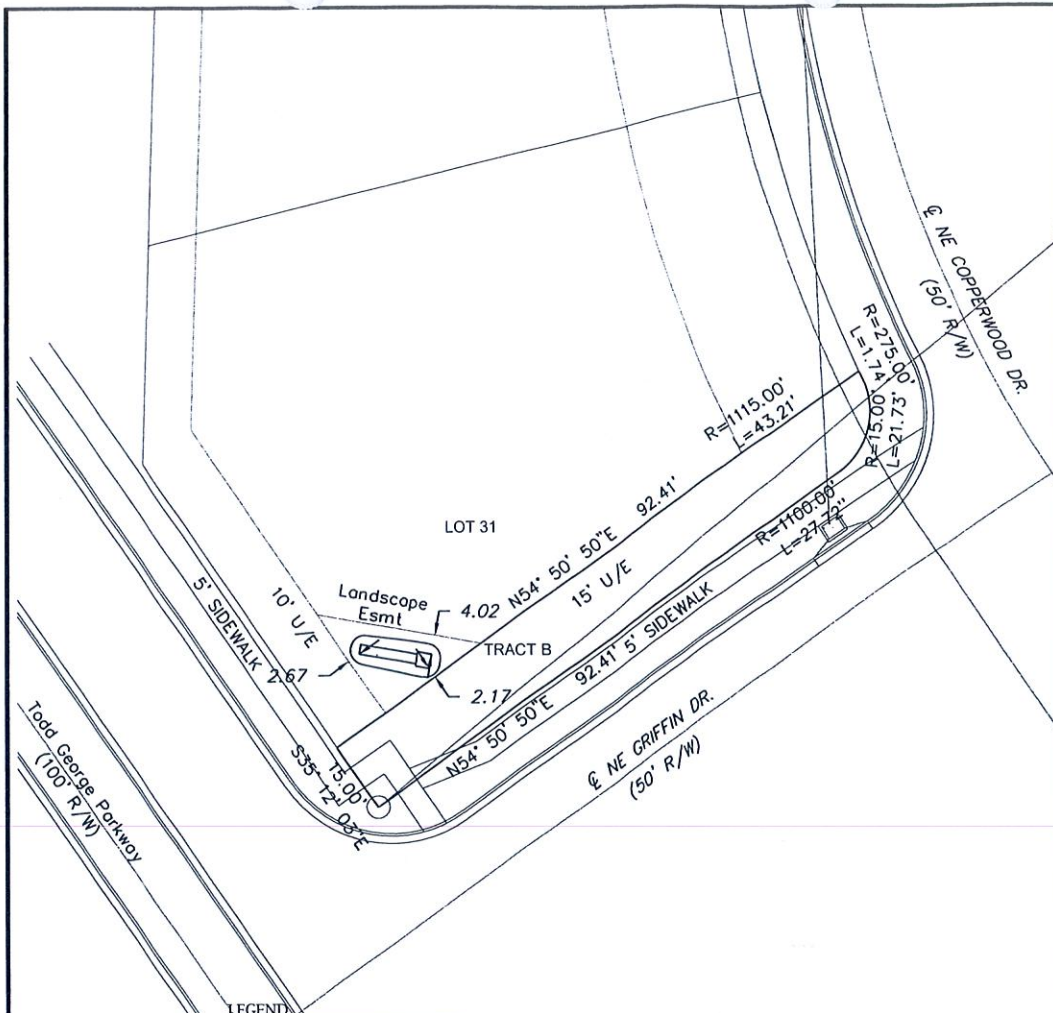 ℄ NE COPPERWOOD DR.
(50' R/W)
R=275.00'
L=1.74'
R=15.00'
L=21.73'
R=1115.00'
L=43.21'
R=1100.00'
L=27.72"
LOT 31
N54° 50' 50"E 92.41'
15' U/E
Landscape
Esmt
4.02
10' U/E
5' SIDEWALK
TRACT B
2.67
2.17
N54° 50' 50"E 92.41' 5' SIDEWALK
℄ NE GRIFFIN DR.
(50' R/W)
15.00'
S35° 12' 03"E
Todd George Parkway
(100' R/W)
LEGEND